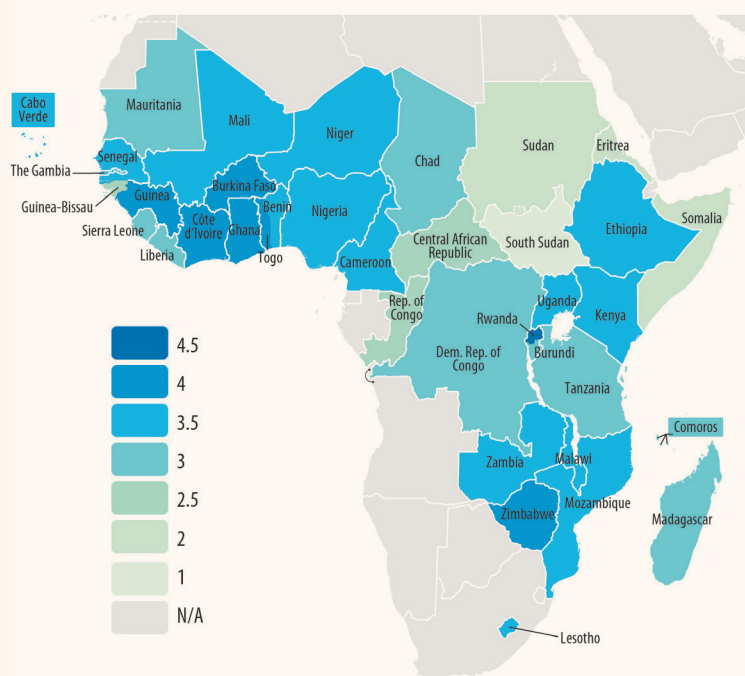 Cabo
Verde
Mauritania
Mali
Niger
Chad
Sudan
Eritrea
Senegal
The Gambia
Guinea-Bissau
Guinea
Sierra Leone
Liberia
Côte
d'Ivoire
Burkina Faso
Ghana
Togo
Benin
Nigeria
Cameroon
Central African
Republic
South Sudan
Ethiopia
Somalia
Rep. of
Congo
Dem. Rep. of
Congo
Uganda
Kenya
Rwanda
Burundi
Tanzania
Comoros
Zambia
Malawi
Mozambique
Zimbabwe
Madagascar
Lesotho
4.5
4
3.5
3
2.5
2
1
N/A